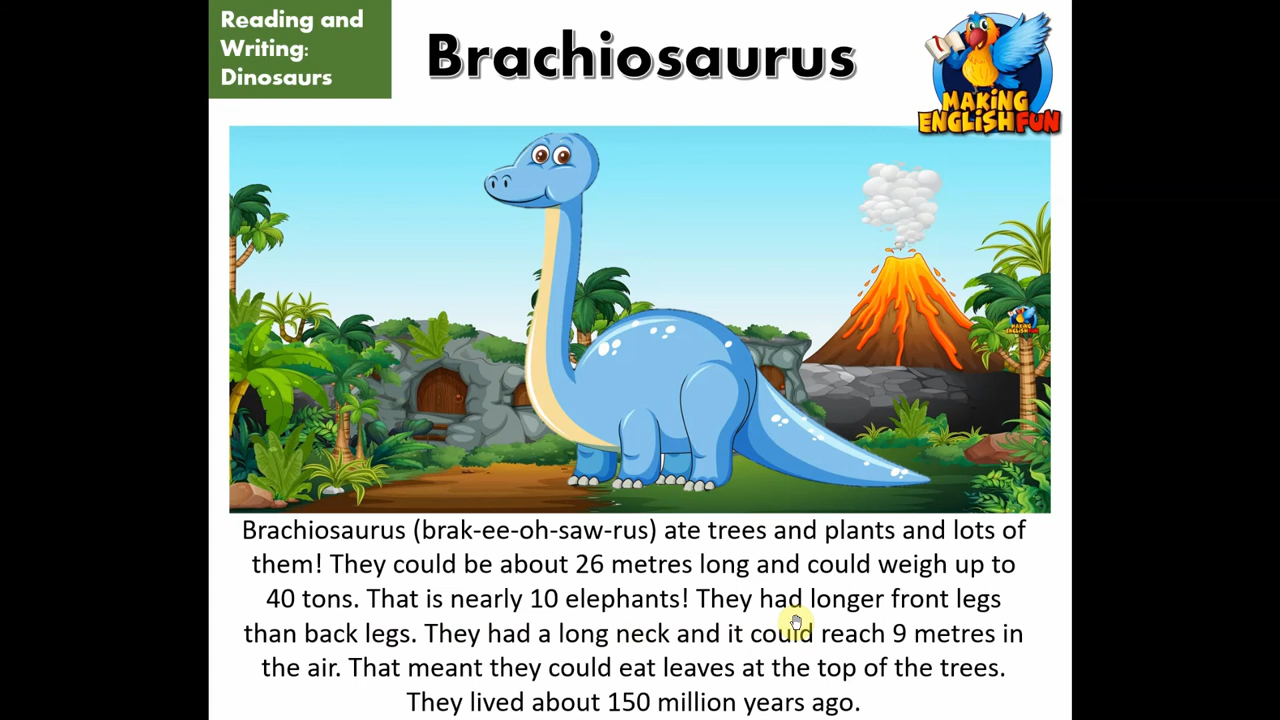 Reading and
Writing:
Dinosaurs
Brachiosaurus
MAKING
ENGLISH FUN
MAKING
ENGLISH FUN
Brachiosaurus (brak-ee-oh-saw-rus) ate trees and plants and lots of
them! They could be about 26 metres long and could weigh up to
40 tons. That is nearly 10 elephants! They had longer front legs
than back legs. They had a long neck and it could reach 9 metres in
the air. That meant they could eat leaves at the top of the trees.
They lived about 150 million years ago.